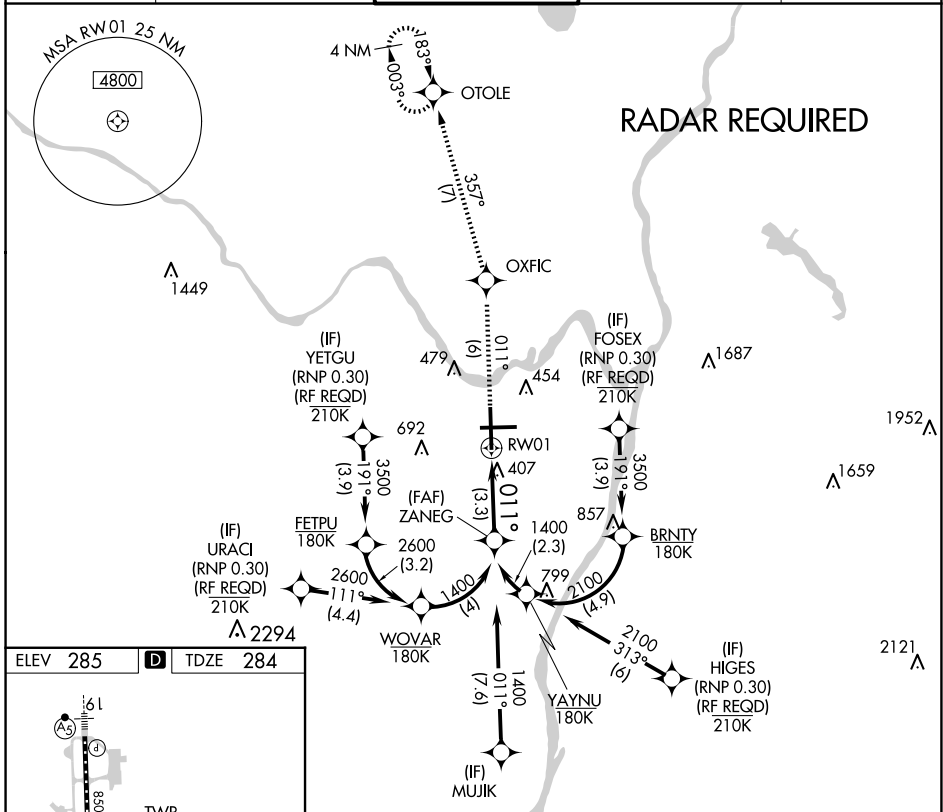 MSA RW01 25 NM
4800
4 NM
183°
003°
OTOLE
RADAR REQUIRED
357°
(7)
OXFIC
1449
011°
(6)
479
454
(IF)
YETGU
(RNP 0.30)
(RF REQD)
210K
(IF)
FOSEX
(RNP 0.30)
(RF REQD)
210K
1687
1952
1659
692
RW01
407
3500
191°
(3.9)
3500
191°
(3.9)
011°
(3.3)
(FAF)
ZANEG
857
BRNTY
180K
FETPU
180K
2600
(3.2)
1400
(2.3)
(IF)
URACI
(RNP 0.30)
(RF REQD)
210K
2600
111°
(4.4)
1400
(4)
799
2100
(4.9)
2294
WOVAR
180K
YAYNU
180K
2100
313°
(6)
(IF)
HIGES
(RNP 0.30)
(RF REQD)
210K
2121
1400
011°
(7.6)
(IF)
MUJIK
ELEV 285
D
TDZE 284
19
A5
P
850
TWR